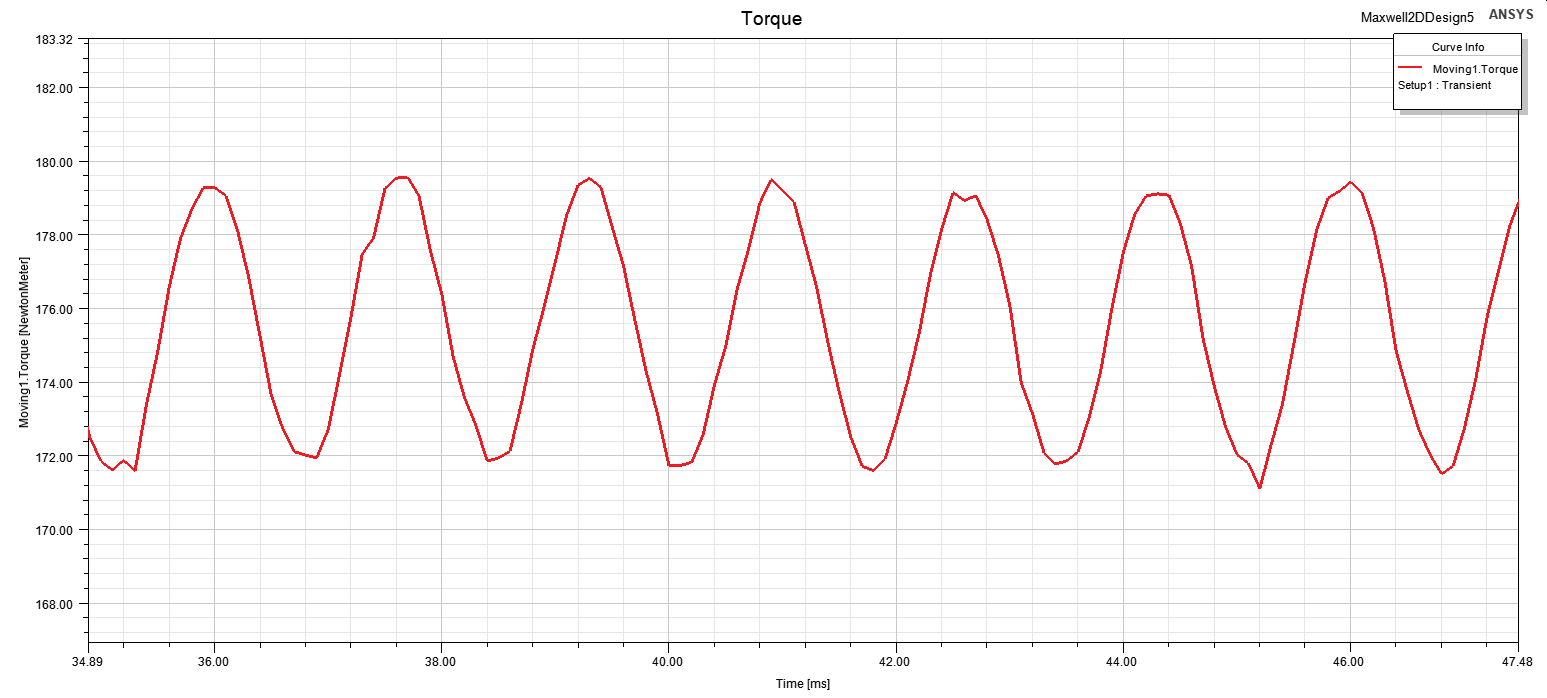 Torque
Maxwell2DDesign5
ANSYS
Curve Info
Moving1.Torque
Setup1 : Transient
Moving1.Torque [NewtonMeter]
183.32
182.00
180.00
178.00
176.00
174.00
172.00
170.00
168.00
34.89 36.00 38.00 40.00 42.00 44.00 46.00 47.48
Time [ms]